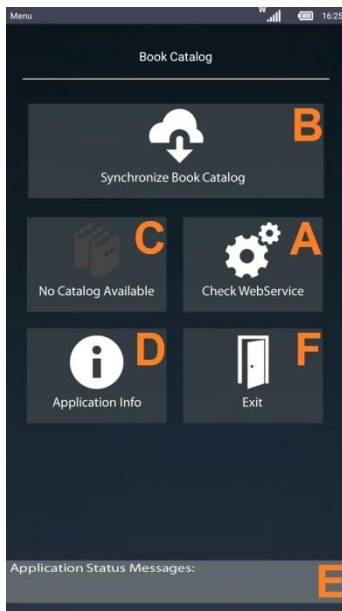 Menu
W
16:25
Book Catalog
B
Synchronize Book Catalog
C
No Catalog Available
A
Check WebService
D
Application Info
F
Exit
Application Status Messages:
E